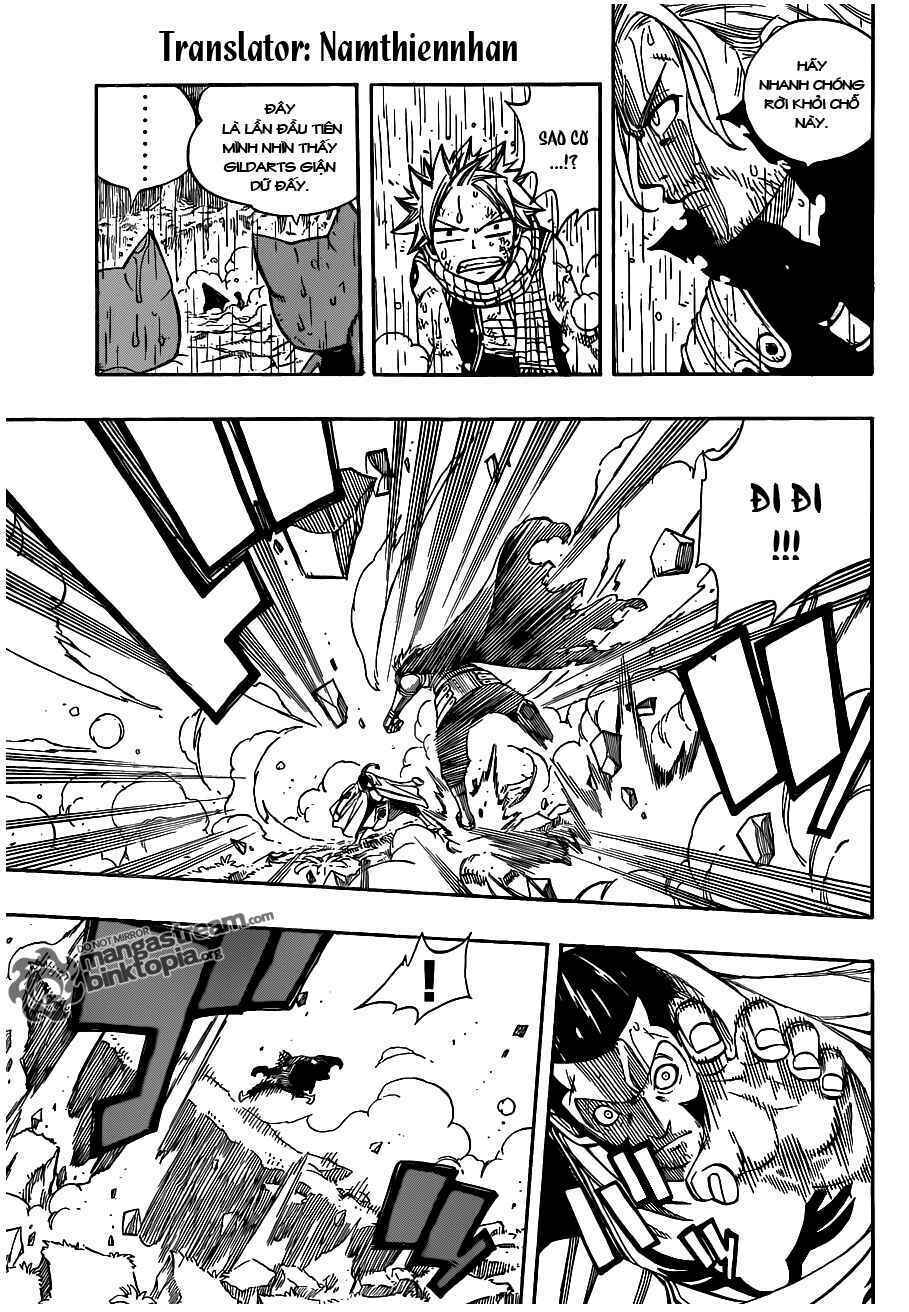 Translator: Namthiennhan
HÃY
NHANH CHÓNG
RỜI KHỎI CHỖ
NÀY.
SAO CƠ
...!?
ĐÂY
LÀ LẦN ĐẦU TIÊN
MÌNH NHÌN THẤY
GILDARTS GIẬN
DỮ ĐẤY.
ĐI ĐI
!!!
!
DO NOT MIRROR
mangastream.com
binktopia.org